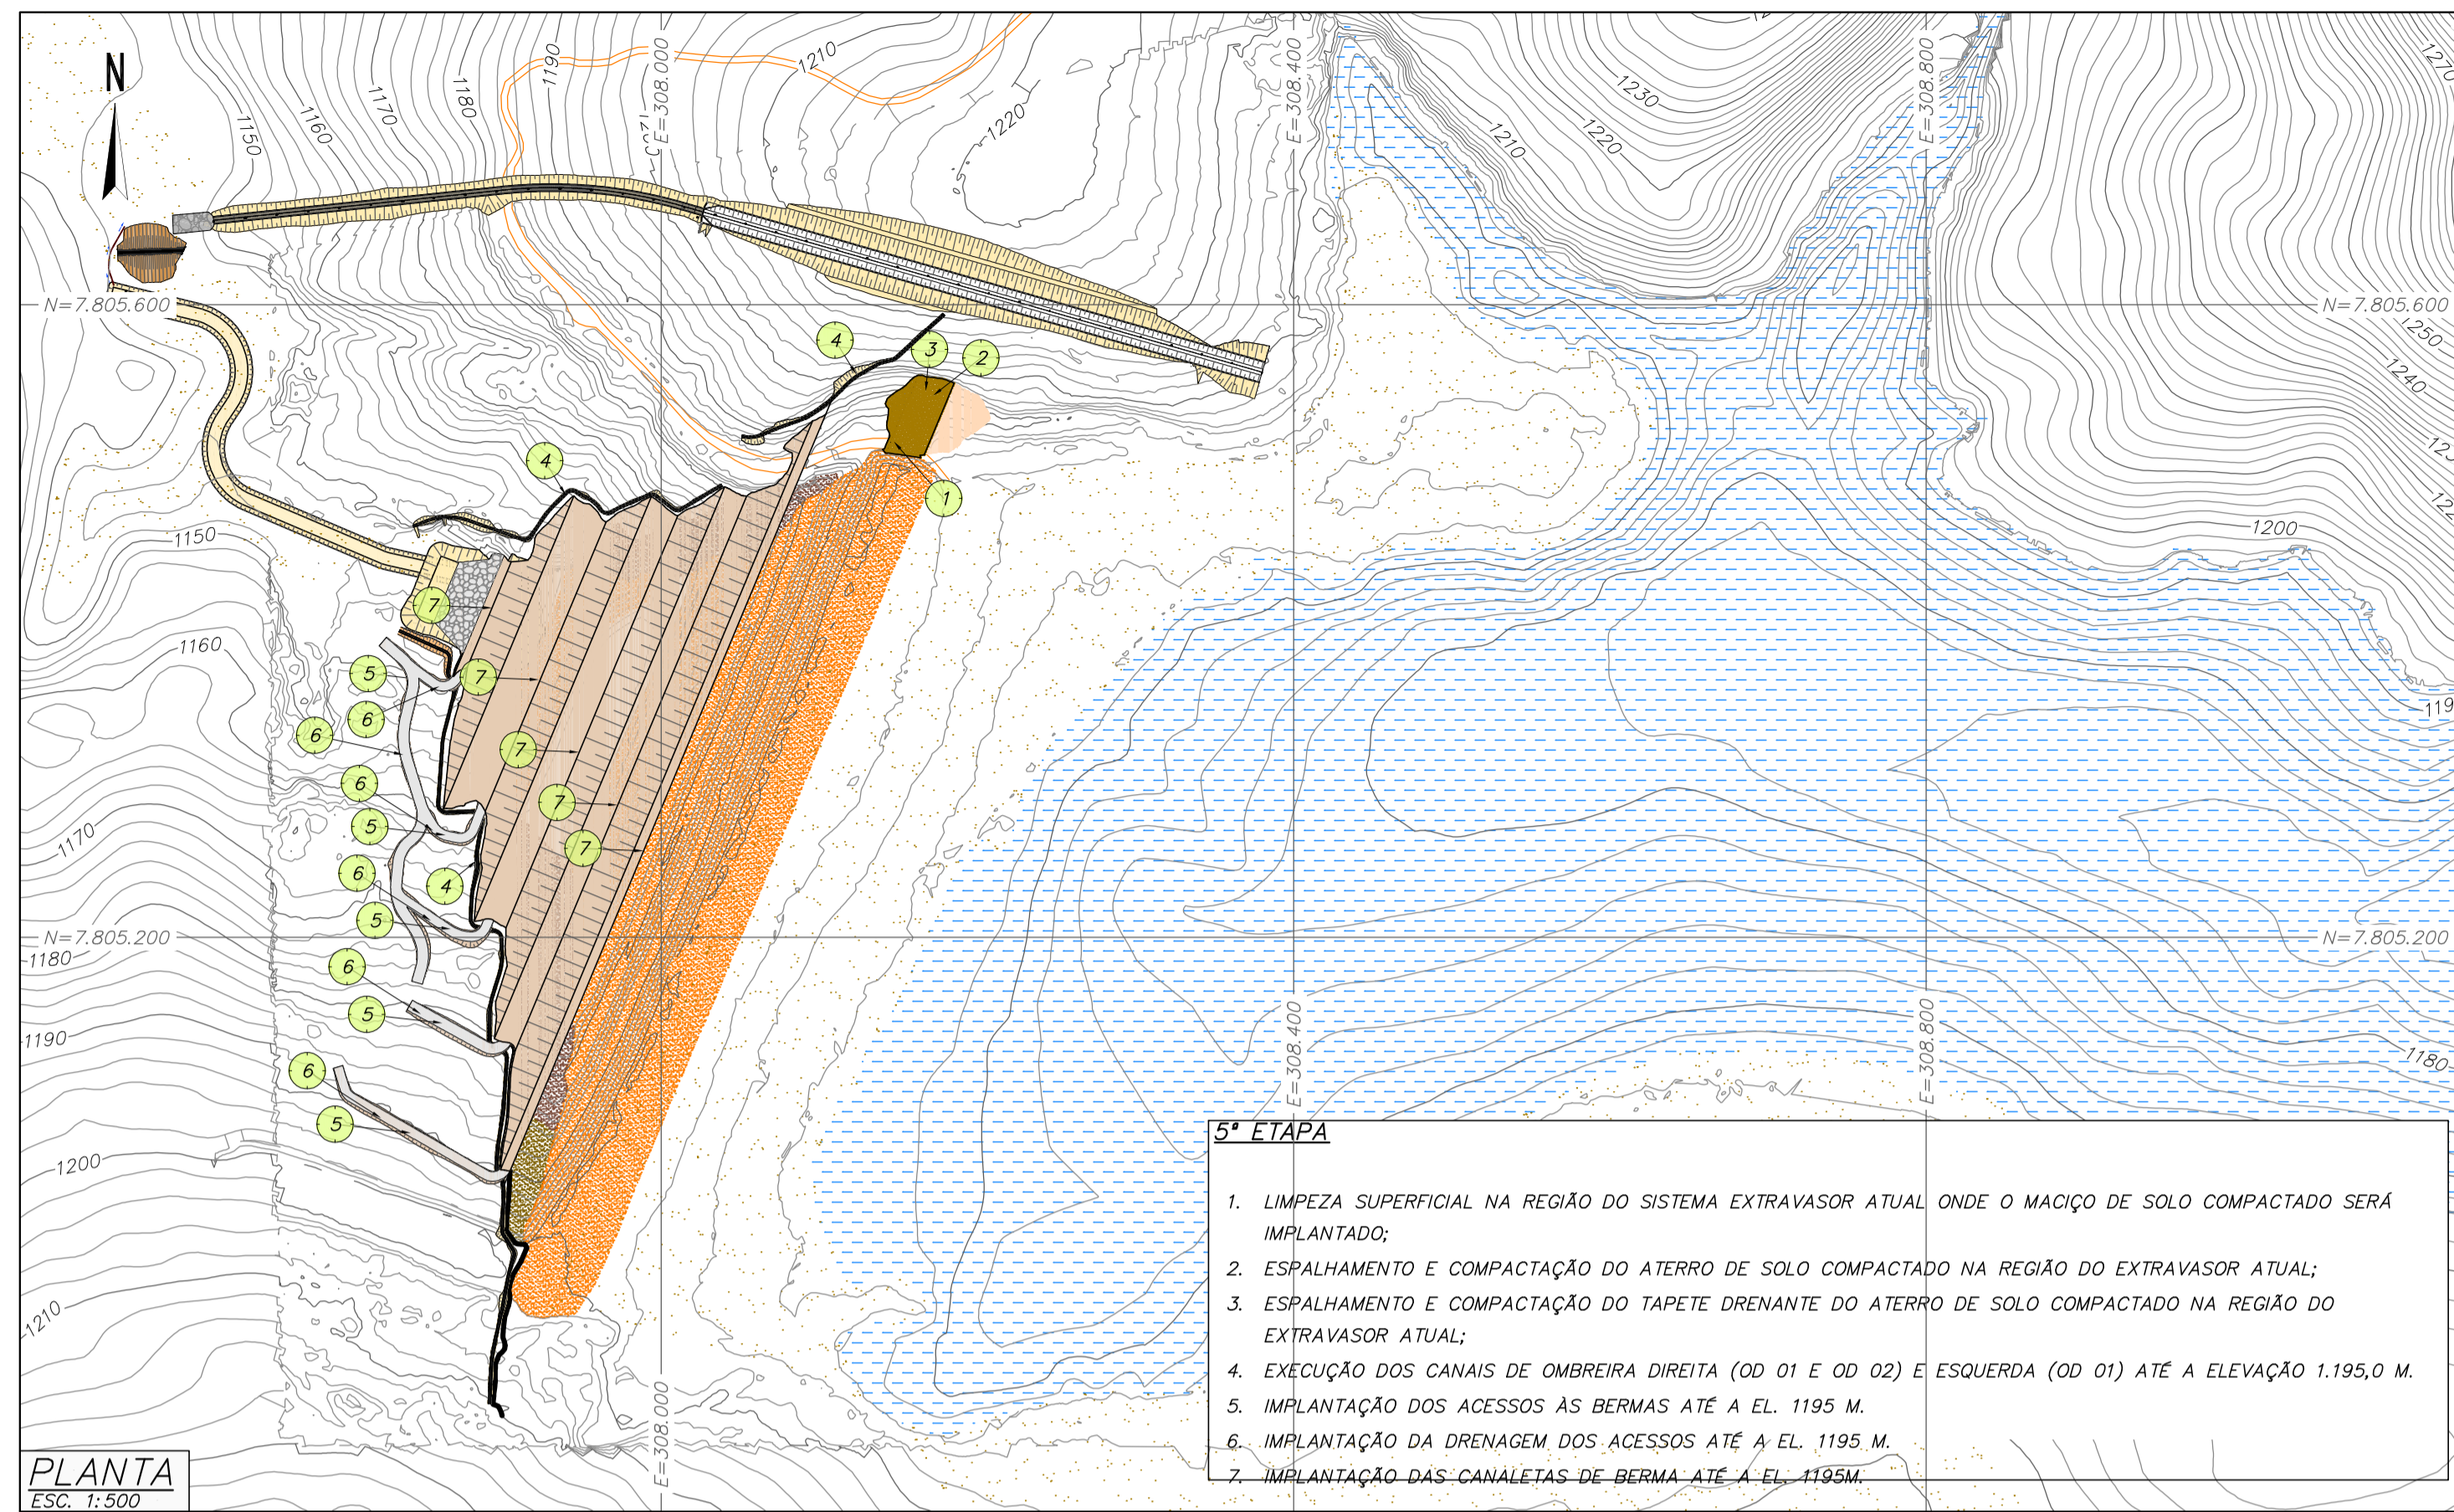 N
1150
1160
1170
1180
1190
E=308.000
1210
1220
E=308.400
1210
1220
1230
E=308.800
1270
N=7.805.600
N=7.805.600
1250
1240
4
3
2
4
1
1150
1200
7
1160
5
7
6
6
7
6
7
5
7
1170
6
4
5
N=7.805.200
N=7.805.200
1180
6
5
1190
E=308.400
E=308.800
1180
6
5
1200
1210
E=308.000
5ª ETAPA
1. LIMPEZA SUPERFICIAL NA REGIÃO DO SISTEMA EXTRAVASOR ATUAL ONDE O MACIÇO DE SOLO COMPACTADO SERÁ
IMPLANTADO;
2. ESPALHAMENTO E COMPACTAÇÃO DO ATERRO DE SOLO COMPACTADO NA REGIÃO DO EXTRAVASOR ATUAL;
3. ESPALHAMENTO E COMPACTAÇÃO DO TAPETE DRENANTE DO ATERRO DE SOLO COMPACTADO NA REGIÃO DO
EXTRAVASOR ATUAL;
4. EXECUÇÃO DOS CANAIS DE OMBREIRA DIREITA (OD 01 E OD 02) E ESQUERDA (OD 01) ATÉ A ELEVAÇÃO 1.195,0 M.
5. IMPLANTAÇÃO DOS ACESSOS ÀS BERMAS ATÉ A EL. 1195 M.
6. IMPLANTAÇÃO DA DRENAGEM DOS ACESSOS ATÉ A EL. 1195 M.
7. IMPLANTAÇÃO DAS CANALETAS DE BERMA ATÉ A EL. 1195M.
PLANTA
ESC. 1:500